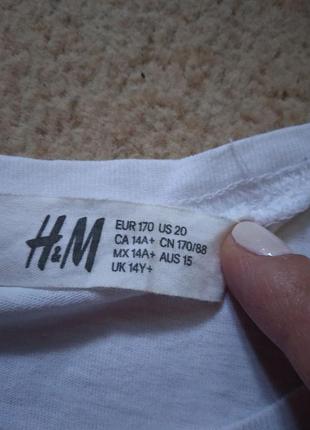 H&M
EUR 170 US 20
CA 14A+ CN 170/88
MX 14A+ AUS 15
UK 14Y+